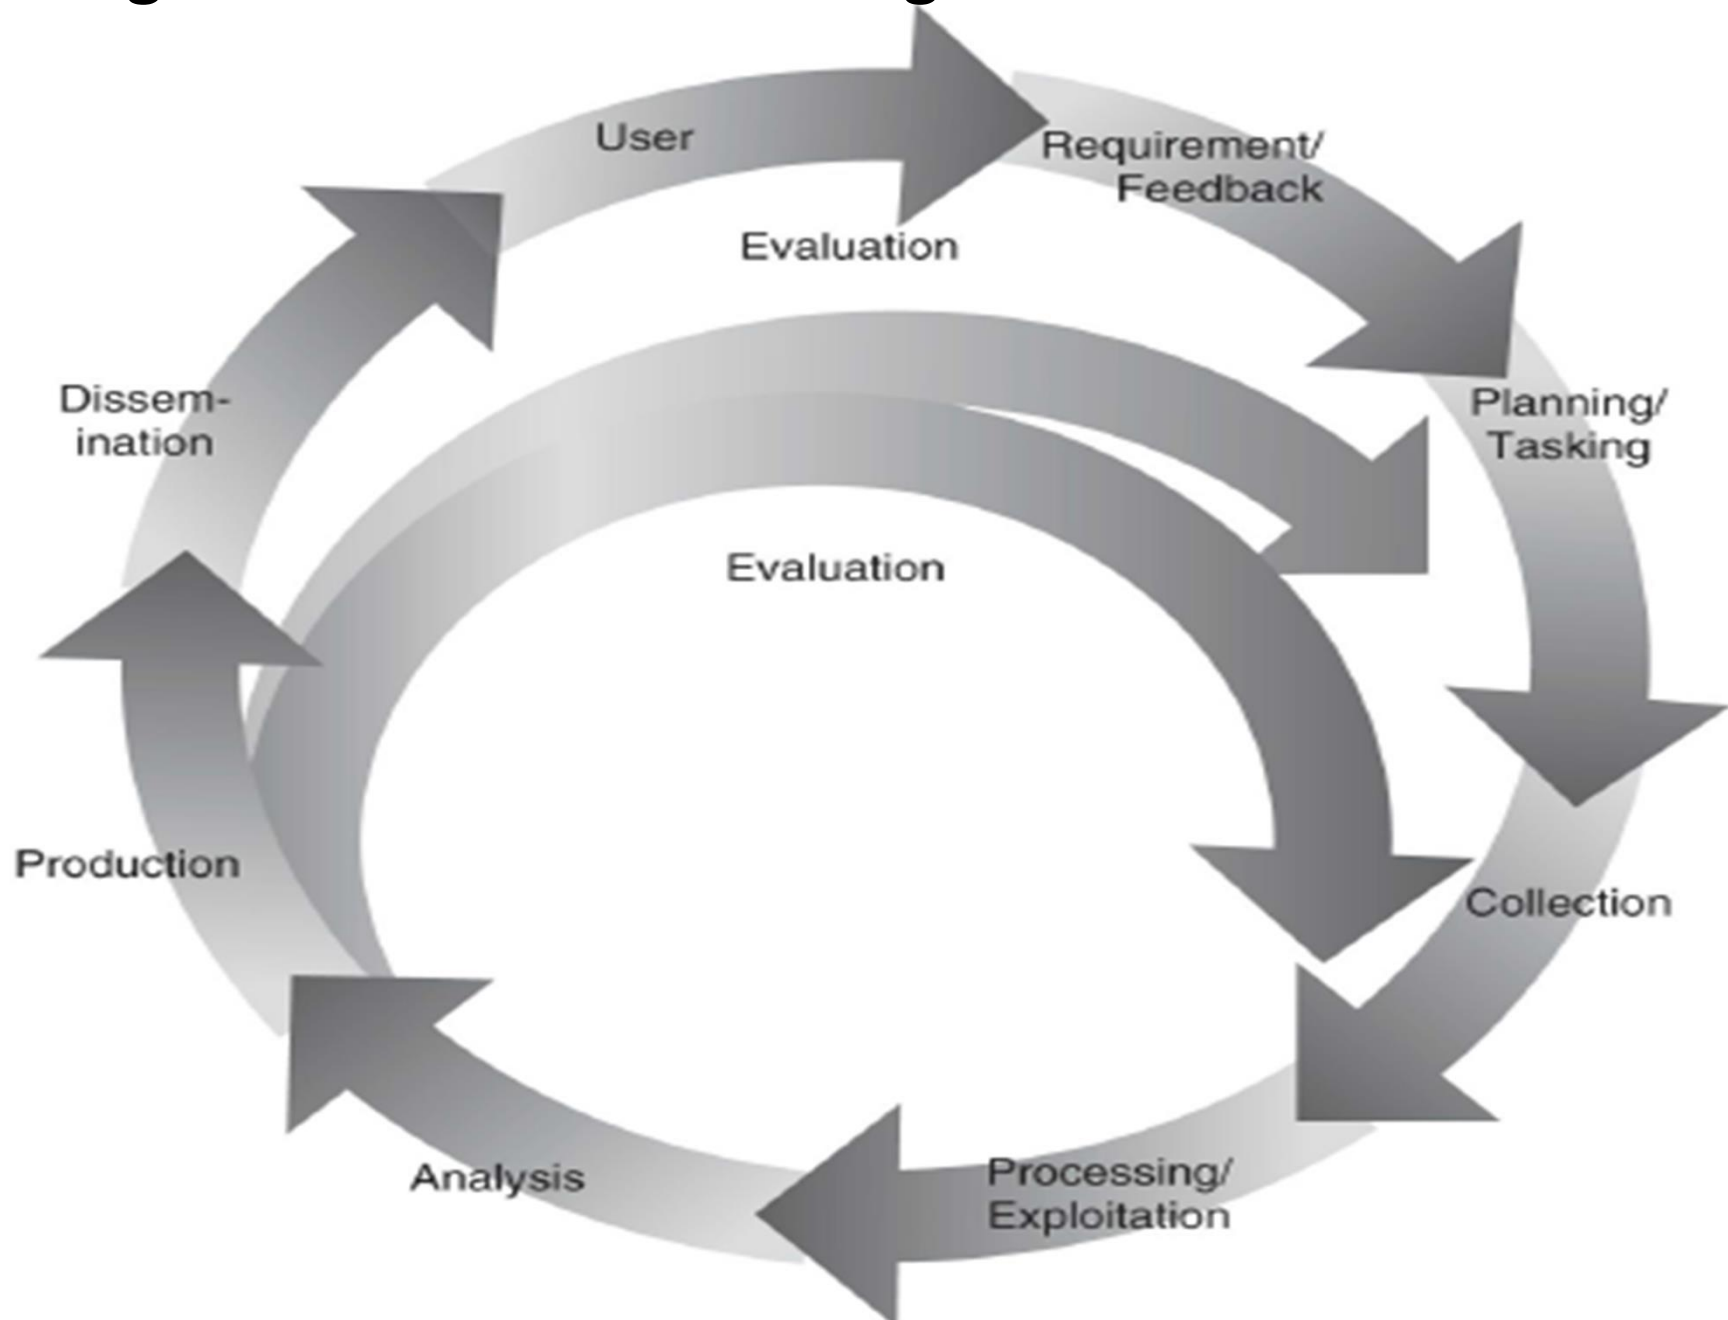 User
Requirement/
Feedback
Evaluation
Dissem-
ination
Planning/
Tasking
Evaluation
Production
Collection
Analysis
Processing/
Exploitation